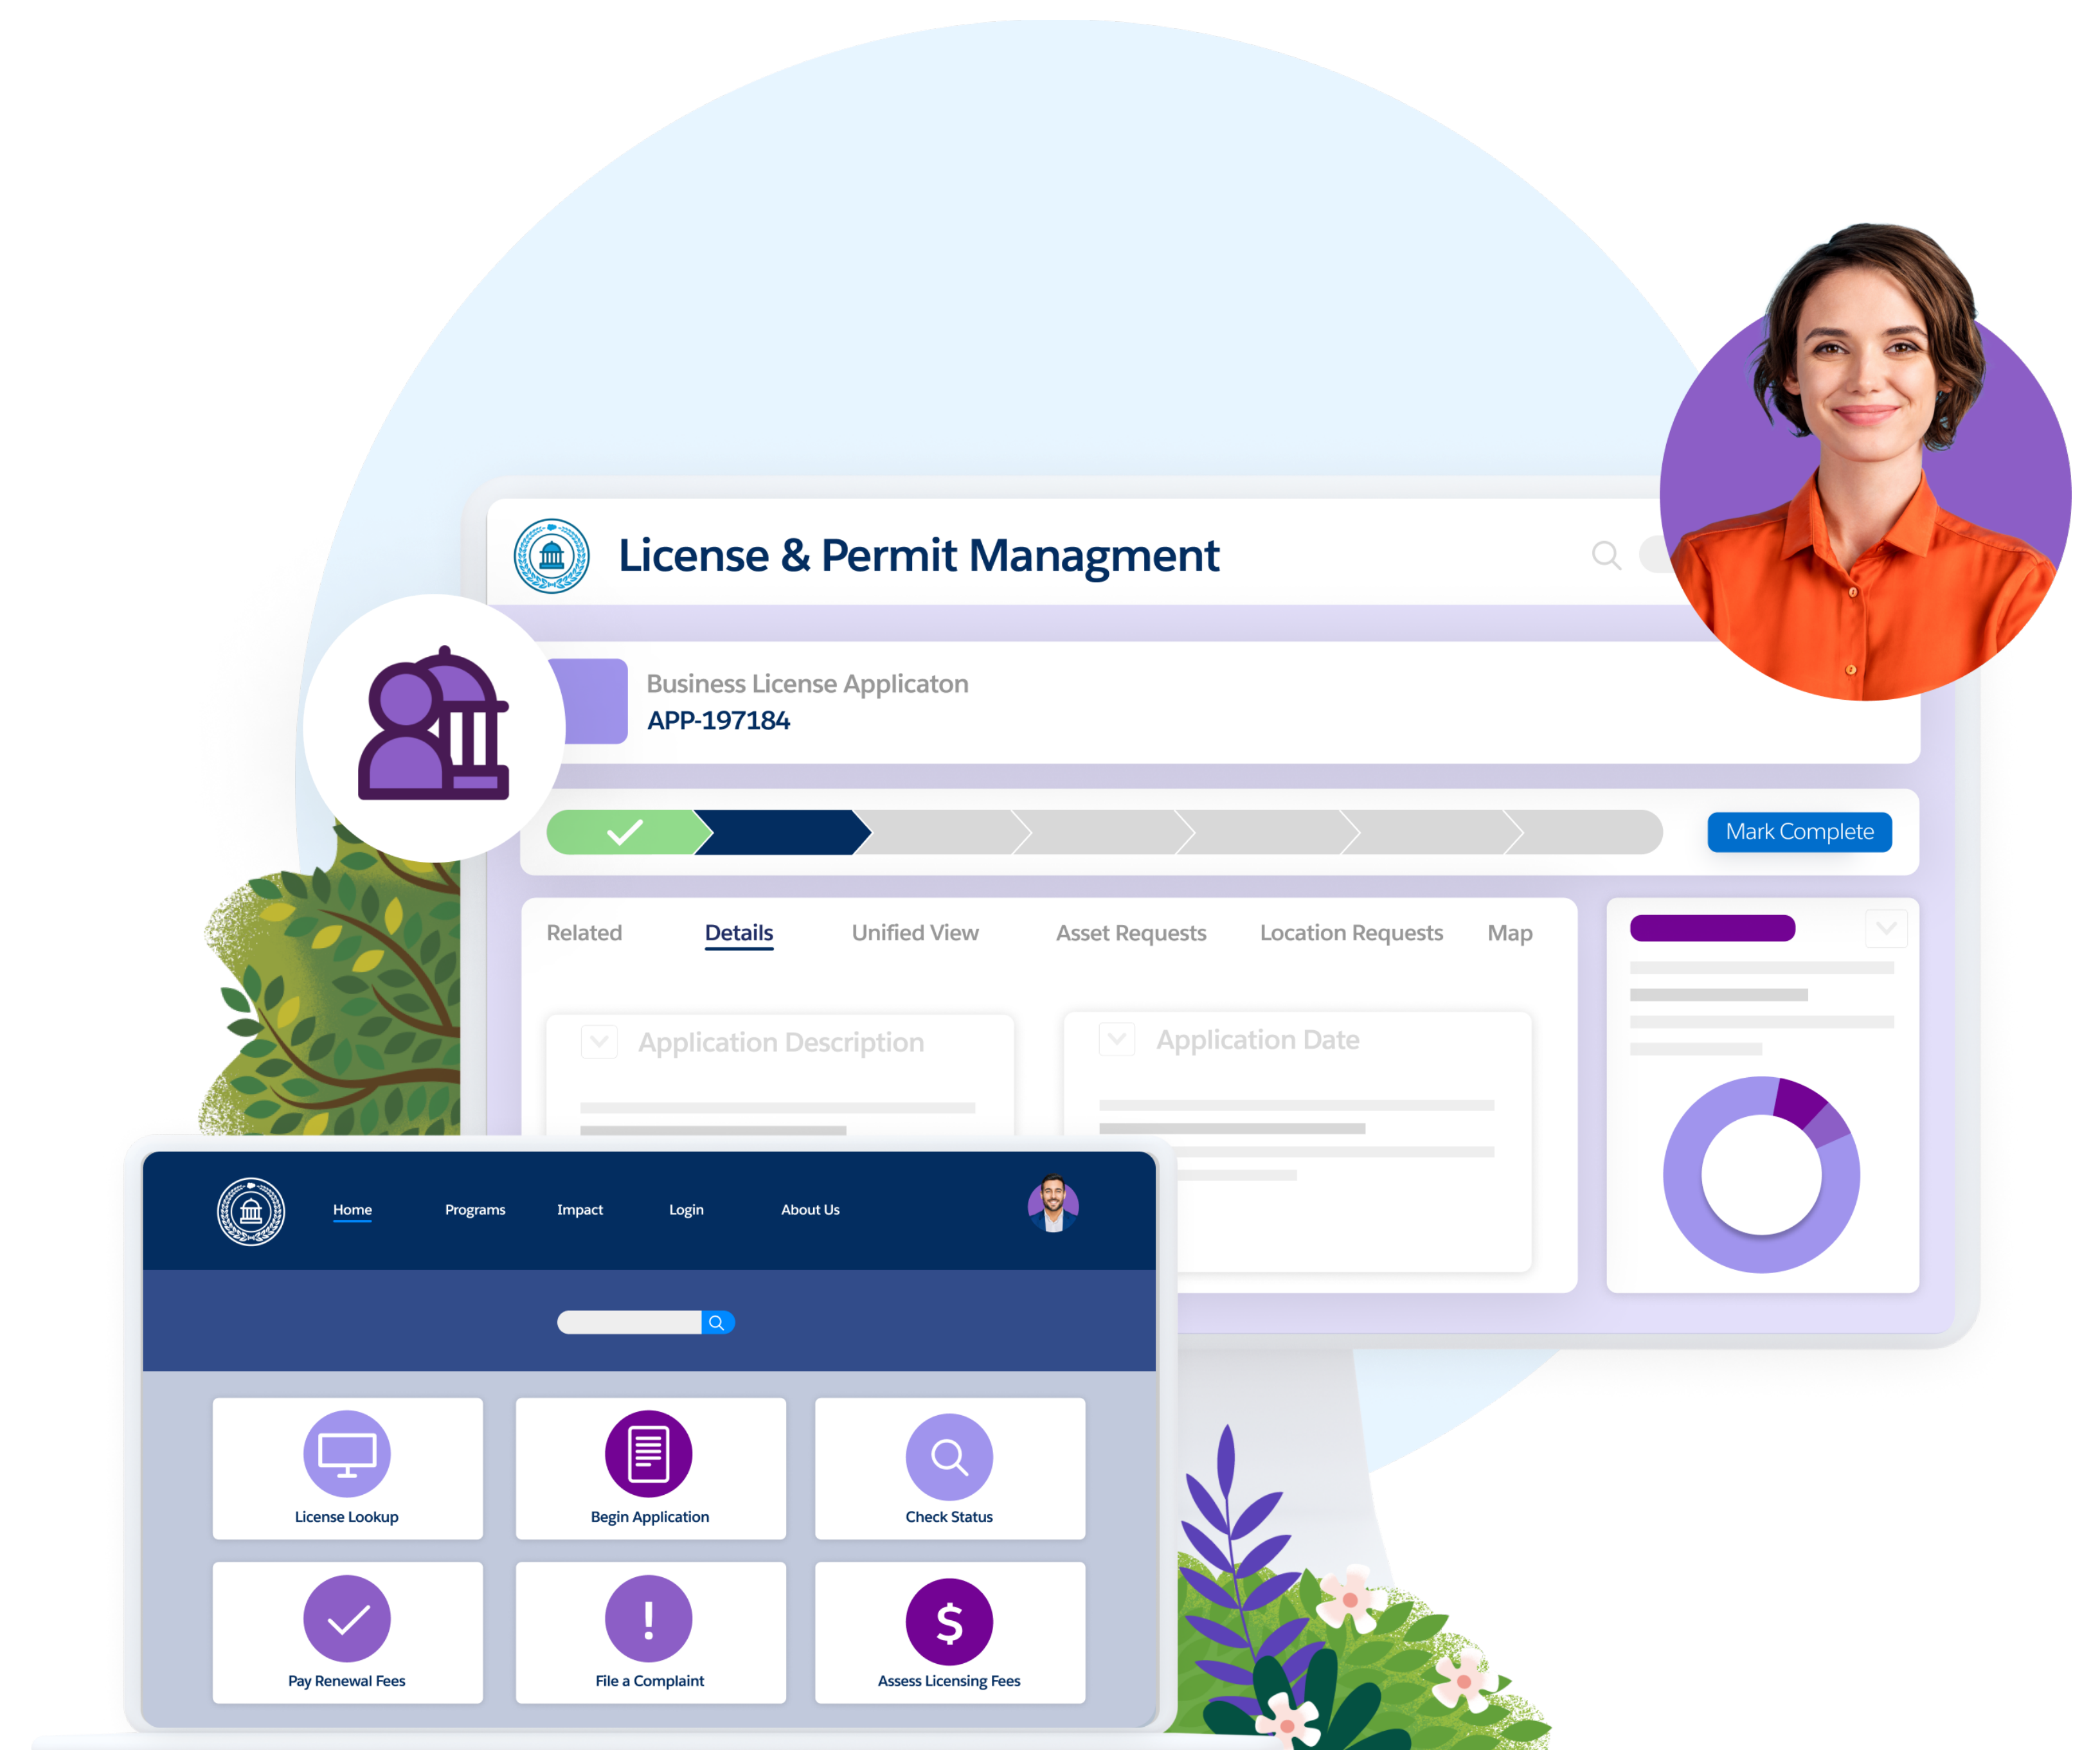 License & Permit Managment
Business License Applicaton
APP-197184
Mark Complete
Related Details Unified View Asset Requests Location Requests Map
Application Description
Application Date
Home Programs Impact Login About Us
License Lookup
Begin Application
Check Status
Pay Renewal Fees
File a Complaint
Assess Licensing Fees